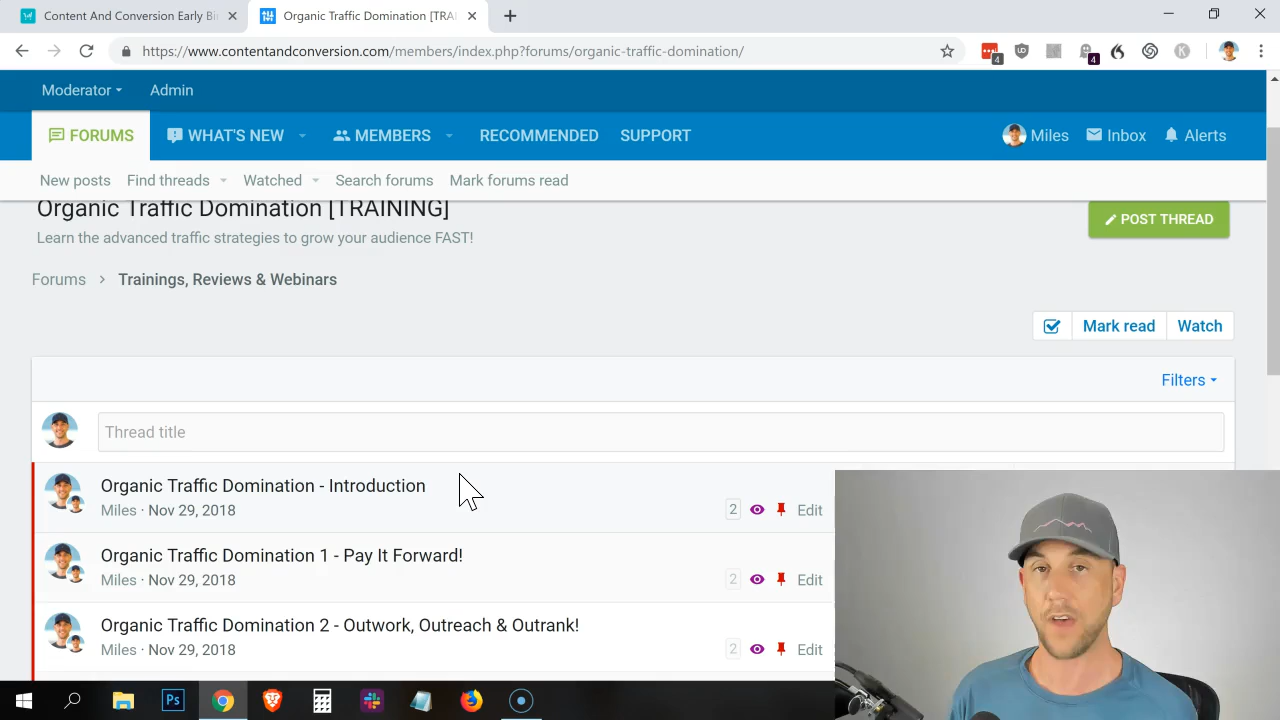 Content And Conversion Early Bi
Organic Traffic Domination [TRAI
https://www.contentandconversion.com/members/index.php?forums/organic-traffic-domination/
4
4
K
Moderator
Admin
FORUMS
WHAT'S NEW
MEMBERS
RECOMMENDED
SUPPORT
Miles
Inbox
Alerts
New posts
Find threads
Watched
Search forums
Mark forums read
Organic Traffic Domination [TRAINING]
POST THREAD
Learn the advanced traffic strategies to grow your audience FAST!
Forums > Trainings, Reviews & Webinars
Mark read
Watch
Filters
Thread title
Organic Traffic Domination - Introduction
Miles · Nov 29, 2018
2
Edit
Organic Traffic Domination 1 - Pay It Forward!
Miles · Nov 29, 2018
2
Edit
Organic Traffic Domination 2 - Outwork, Outreach & Outrank!
Miles · Nov 29, 2018
2
Edit
Ps